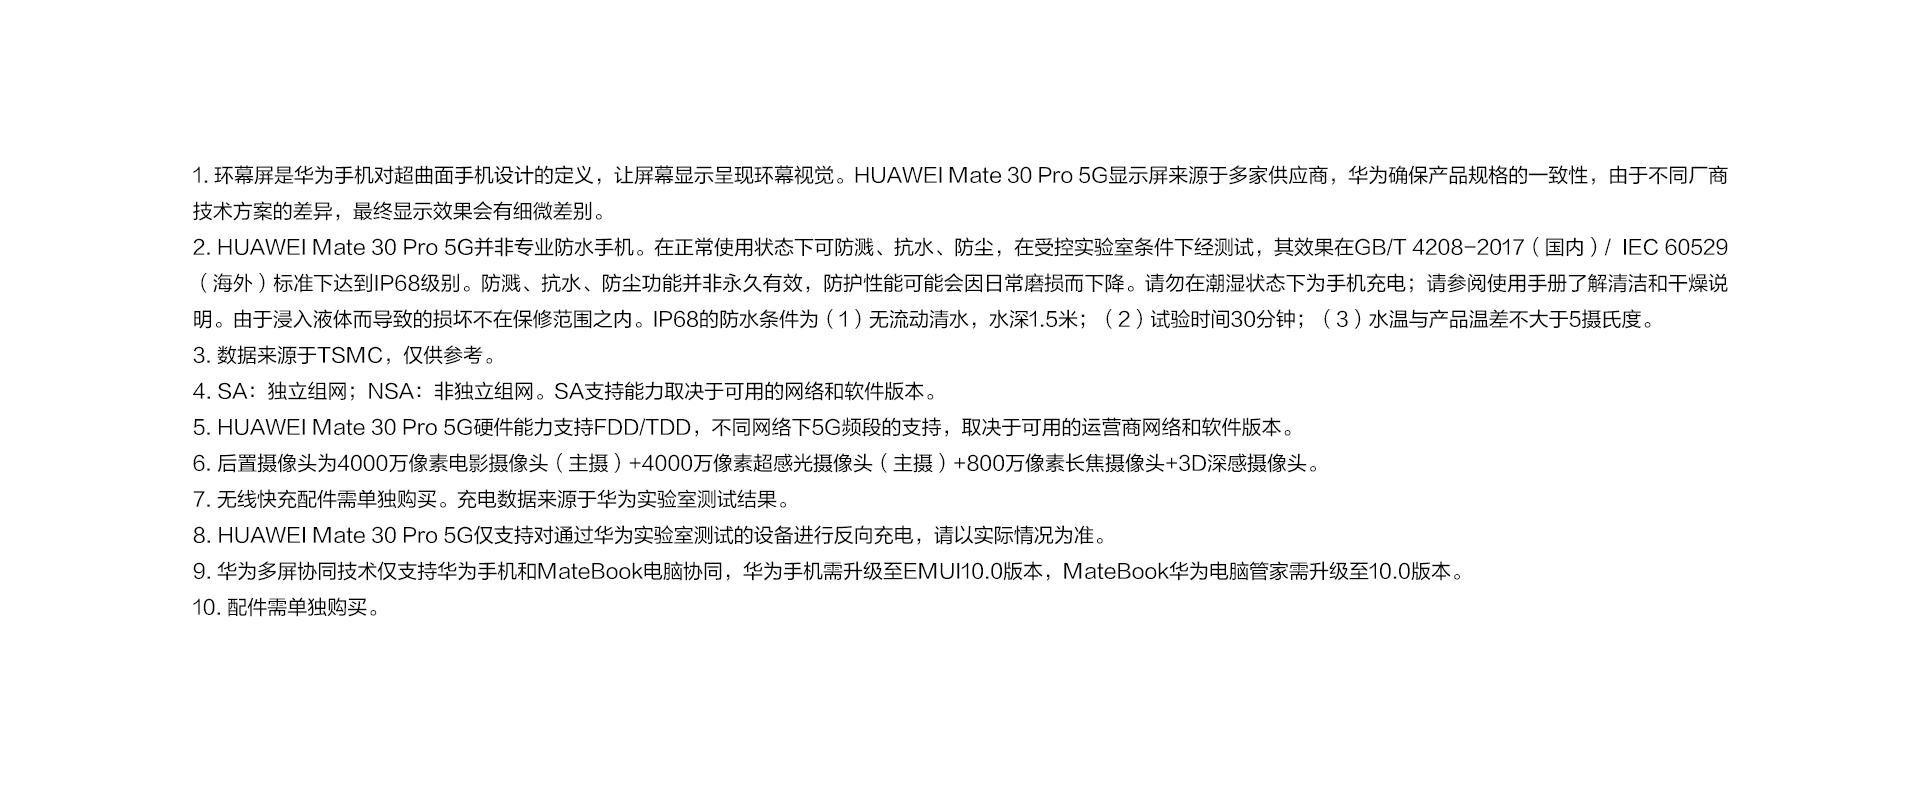 1. 环幕屏是华为手机对超曲面手机设计的定义，让屏幕显示呈现环幕视觉。HUAWEI Mate 30 Pro 5G显示屏来源于多家供应商，华为确保产品规格的一致性，由于不同厂商
技术方案的差异，最终显示效果会有细微差别。
2. HUAWEI Mate 30 Pro 5G并非专业防水手机。在正常使用状态下可防溅、抗水、防尘，在受控实验室条件下经测试，其效果在GB/T 4208-2017（国内）/ IEC 60529
（海外）标准下达到IP68级别。防溅、抗水、防尘功能并非永久有效，防护性能可能会因日常磨损而下降。请勿在潮湿状态下为手机充电；请参阅使用手册了解清洁和干燥说
明。由于浸入液体而导致的损坏不在保修范围之内。IP68的防水条件为（1）无流动清水，水深1.5米；（2）试验时间30分钟；（3）水温与产品温差不大于5摄氏度。
3. 数据来源于TSMC，仅供参考。
4. SA：独立组网；NSA：非独立组网。SA支持能力取决于可用的网络和软件版本。
5. HUAWEI Mate 30 Pro 5G硬件能力支持FDD/TDD，不同网络下5G频段的支持，取决于可用的运营商网络和软件版本。
6. 后置摄像头为4000万像素电影摄像头（主摄）+4000万像素超感光摄像头（主摄）+800万像素长焦摄像头+3D深感摄像头。
7. 无线快充配件需单独购买。充电数据来源于华为实验室测试结果。
8. HUAWEI Mate 30 Pro 5G仅支持对通过华为实验室测试的设备进行反向充电，请以实际情况为准。
9. 华为多屏协同技术仅支持华为手机和MateBook电脑协同，华为手机需升级至EMUI10.0版本，MateBook华为电脑管家需升级至10.0版本。
10. 配件需单独购买。